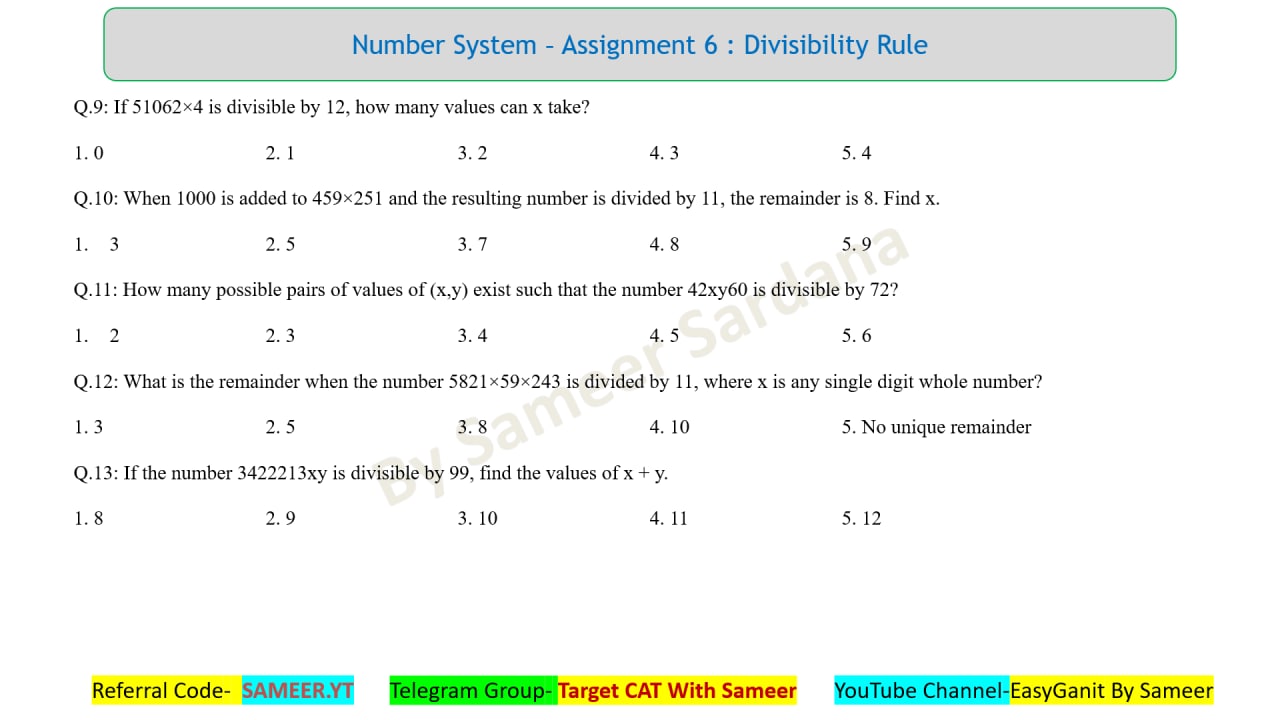 Number System – Assignment 6 : Divisibility Rule
Q.9: If 51062×4 is divisible by 12, how many values can x take?
1. 0 2. 1 3. 2 4. 3 5. 4
Q.10: When 1000 is added to 459×251 and the resulting number is divided by 11, the remainder is 8. Find x.
1. 3 2. 5 3. 7 4. 8 5. 9
Q.11: How many possible pairs of values of (x,y) exist such that the number 42xy60 is divisible by 72?
1. 2 2. 3 3. 4 4. 5 5. 6
Q.12: What is the remainder when the number 5821×59×243 is divided by 11, where x is any single digit whole number?
1. 3 2. 5 3. 8 4. 10 5. No unique remainder
Q.13: If the number 3422213xy is divisible by 99, find the values of x + y.
1. 8 2. 9 3. 10 4. 11 5. 12
By Sameer Sardana
Referral Code- SAMEER.YT Telegram Group- Target CAT With Sameer YouTube Channel-EasyGanit By Sameer